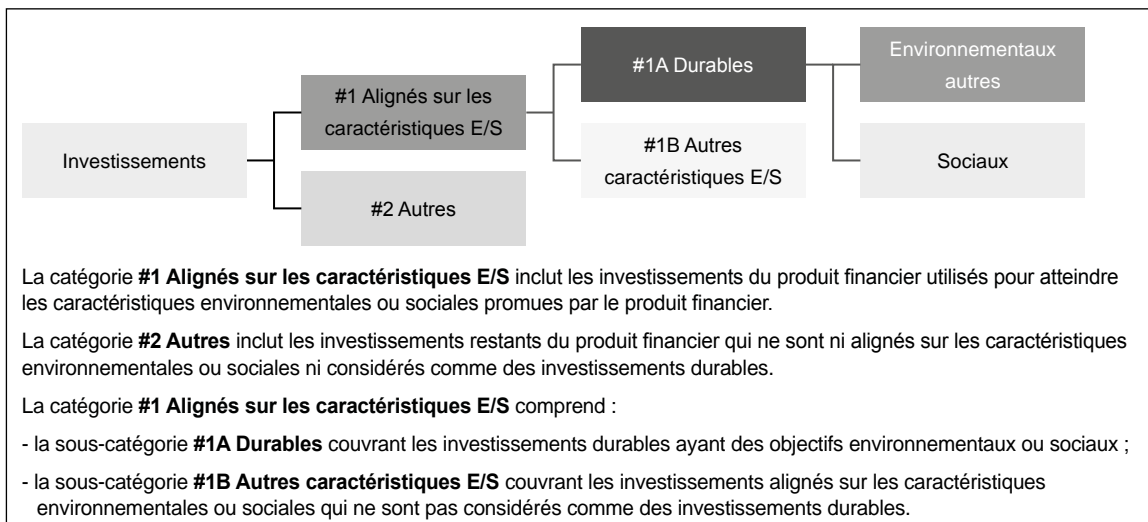 Investissements
#1 Alignés sur les
caractéristiques E/S
#2 Autres
#1A Durables
#1B Autres
caractéristiques E/S
Environnementaux
autres
Sociaux
La catégorie #1 Alignés sur les caractéristiques E/S inclut les investissements du produit financier utilisés pour atteindre
les caractéristiques environnementales ou sociales promues par le produit financier.
La catégorie #2 Autres inclut les investissements restants du produit financier qui ne sont ni alignés sur les caractéristiques
environnementales ou sociales ni considérés comme des investissements durables.
La catégorie #1 Alignés sur les caractéristiques E/S comprend :
- la sous-catégorie #1A Durables couvrant les investissements durables ayant des objectifs environnementaux ou sociaux ;
- la sous-catégorie #1B Autres caractéristiques E/S couvrant les investissements alignés sur les caractéristiques
environnementales ou sociales qui ne sont pas considérés comme des investissements durables.